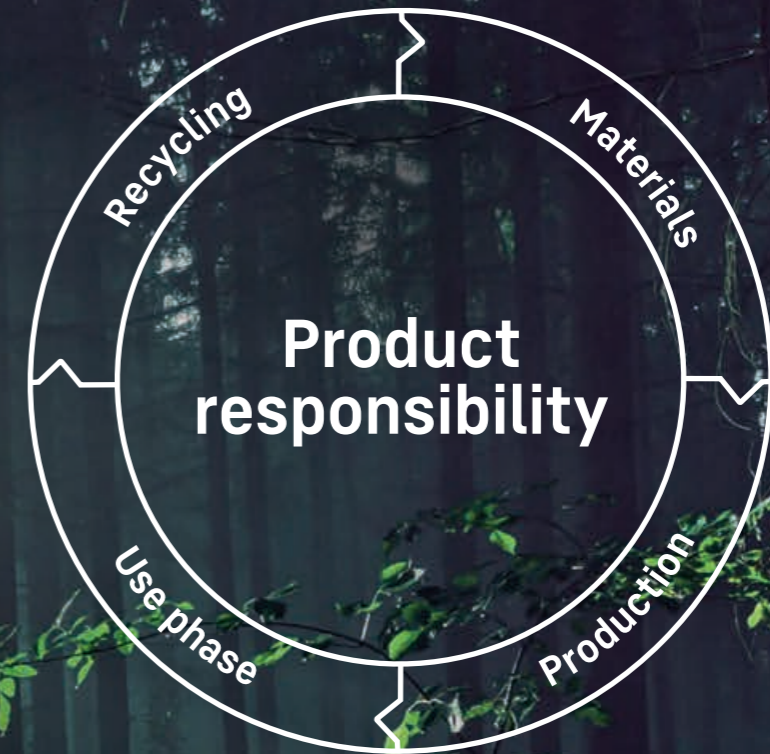 Recycling
Materials
Product
responsibility
Use phase
Production